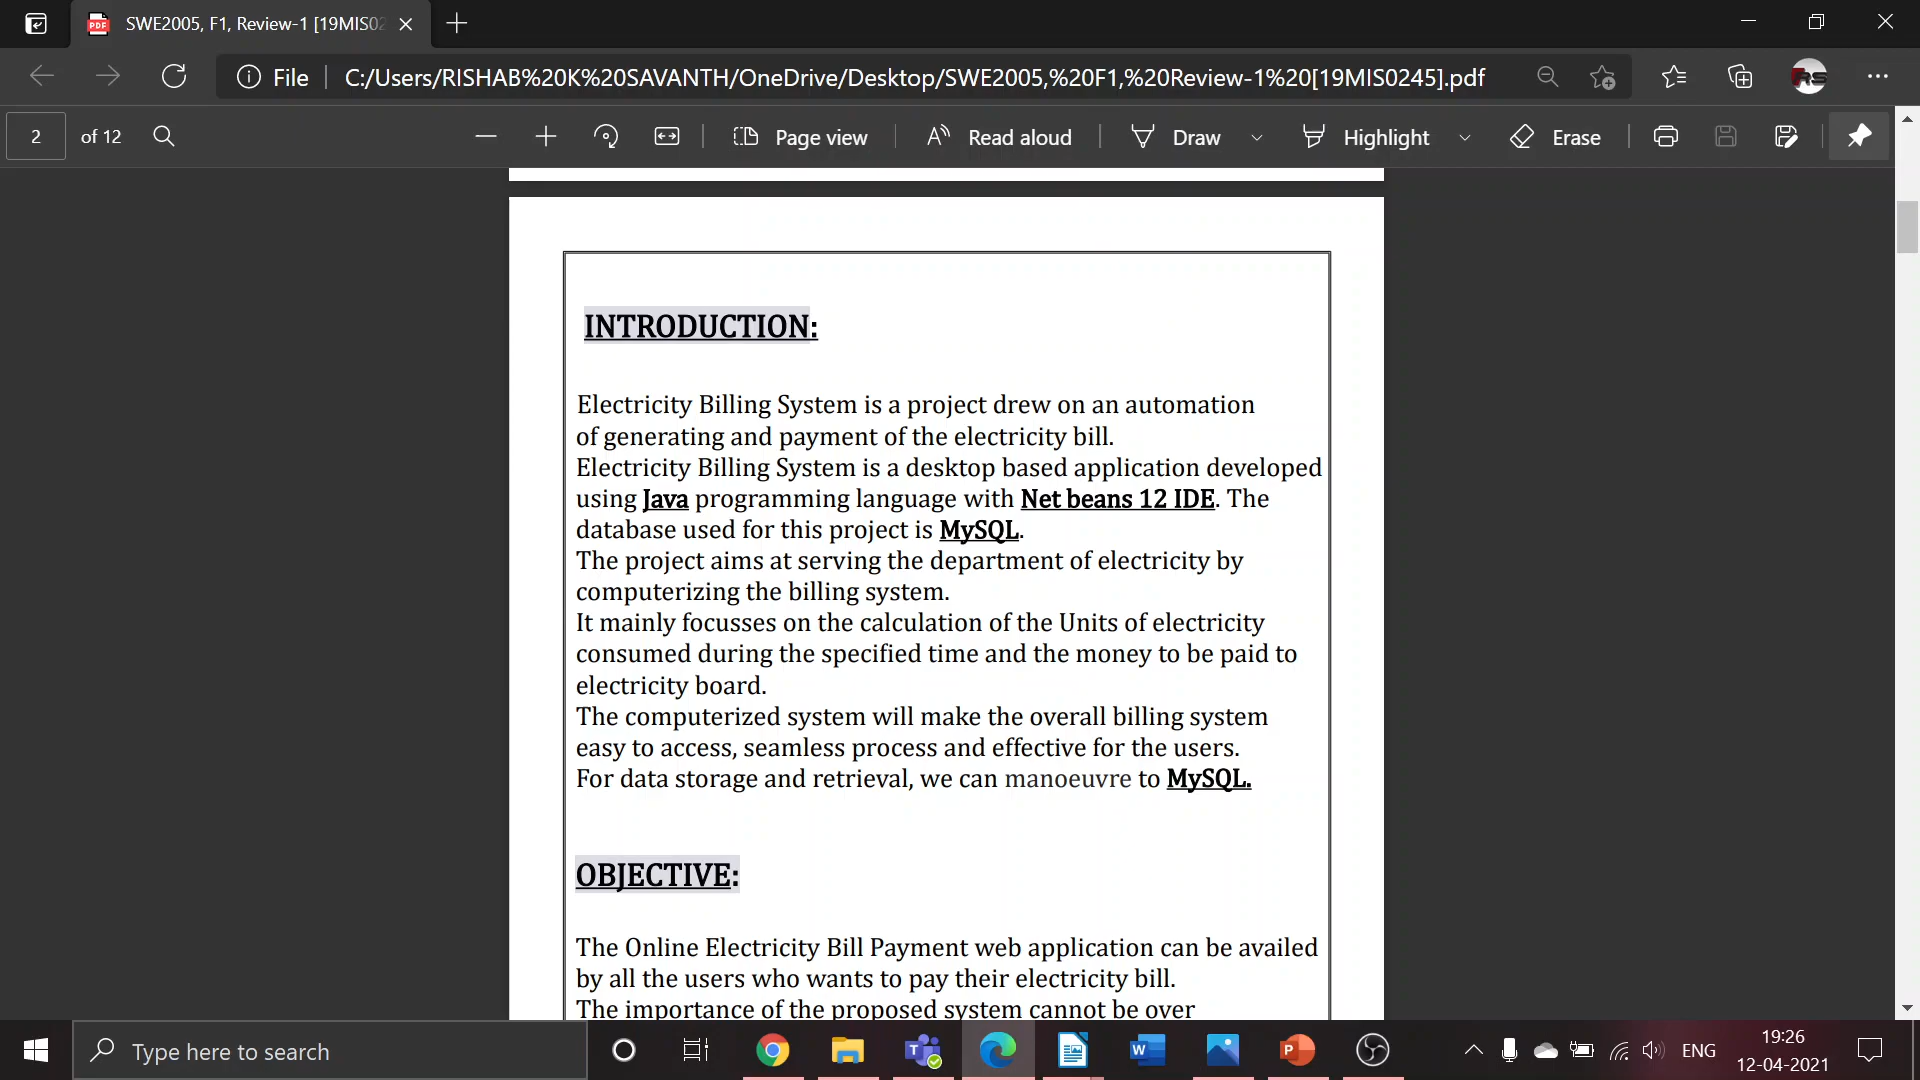 SWE2005, F1, Review-1 [19MIS02
File
C:/Users/RISHAB%20K%20SAVANTH/OneDrive/Desktop/SWE2005,%20F1,%20Review-1%20[19MIS0245].pdf
2 of 12
Page view
Read aloud
Draw
Highlight
Erase
INTRODUCTION:
Electricity Billing System is a project drew on an automation
of generating and payment of the electricity bill.
Electricity Billing System is a desktop based application developed
using Java programming language with Net beans 12 IDE. The
database used for this project is MySQL.
The project aims at serving the department of electricity by
computerizing the billing system.
It mainly focusses on the calculation of the Units of electricity
consumed during the specified time and the money to be paid to
electricity board.
The computerized system will make the overall billing system
easy to access, seamless process and effective for the users.
For data storage and retrieval, we can manoeuvre to MySQL.
OBJECTIVE:
The Online Electricity Bill Payment web application can be availed
by all the users who wants to pay their electricity bill.
The importance of the proposed system cannot be over
Type here to search
ENG
19:26
12-04-2021